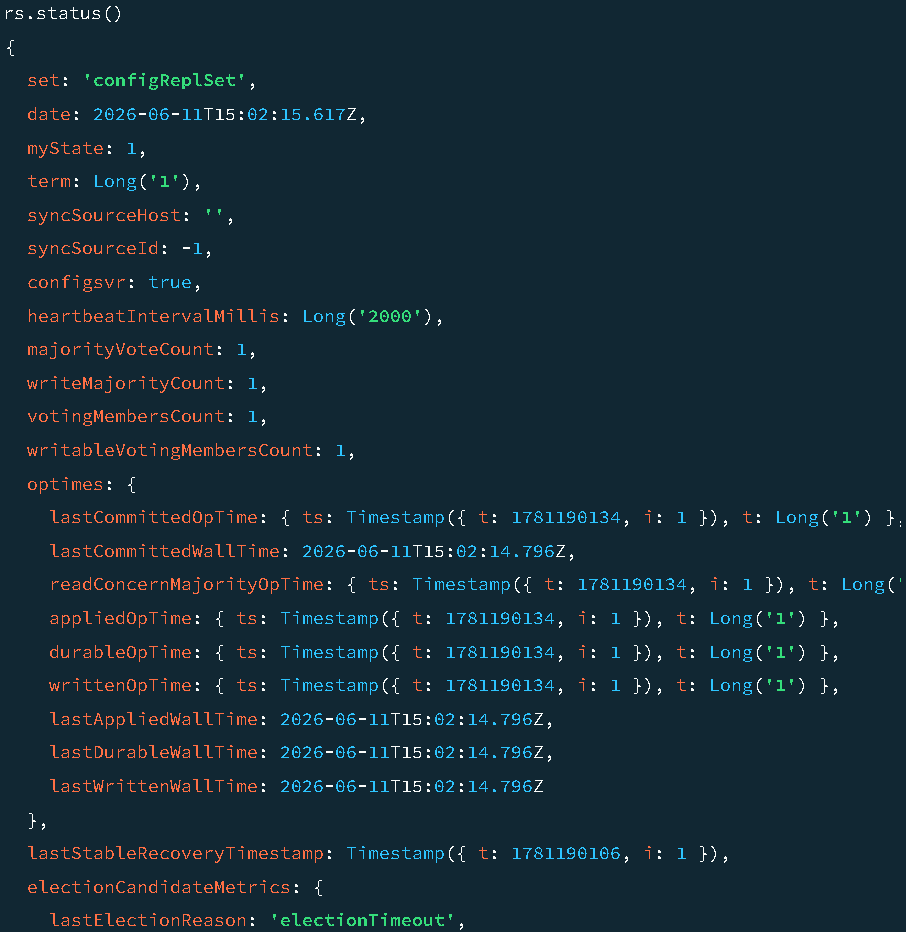 rs.status()
{
  set: 'configReplSet',
  date: 2026-06-11T15:02:15.617Z,
  myState: 1,
  term: Long('1'),
  syncSourceHost: '',
  syncSourceId: -1,
  configsvr: true,
  heartbeatIntervalMillis: Long('2000'),
  majorityVoteCount: 1,
  writeMajorityCount: 1,
  votingMembersCount: 1,
  writableVotingMembersCount: 1,
  optimes: {
    lastCommittedOpTime: { ts: Timestamp({ t: 1781190134, i: 1 }), t: Long('1') },
    lastCommittedWallTime: 2026-06-11T15:02:14.796Z,
    readConcernMajorityOpTime: { ts: Timestamp({ t: 1781190134, i: 1 }), t: Long('
    appliedOpTime: { ts: Timestamp({ t: 1781190134, i: 1 }), t: Long('1') },
    durableOpTime: { ts: Timestamp({ t: 1781190134, i: 1 }), t: Long('1') },
    writtenOpTime: { ts: Timestamp({ t: 1781190134, i: 1 }), t: Long('1') },
    lastAppliedWallTime: 2026-06-11T15:02:14.796Z,
    lastDurableWallTime: 2026-06-11T15:02:14.796Z,
    lastWrittenWallTime: 2026-06-11T15:02:14.796Z
  },
  lastStableRecoveryTimestamp: Timestamp({ t: 1781190106, i: 1 }),
  electionCandidateMetrics: {
    lastElectionReason: 'electionTimeout',